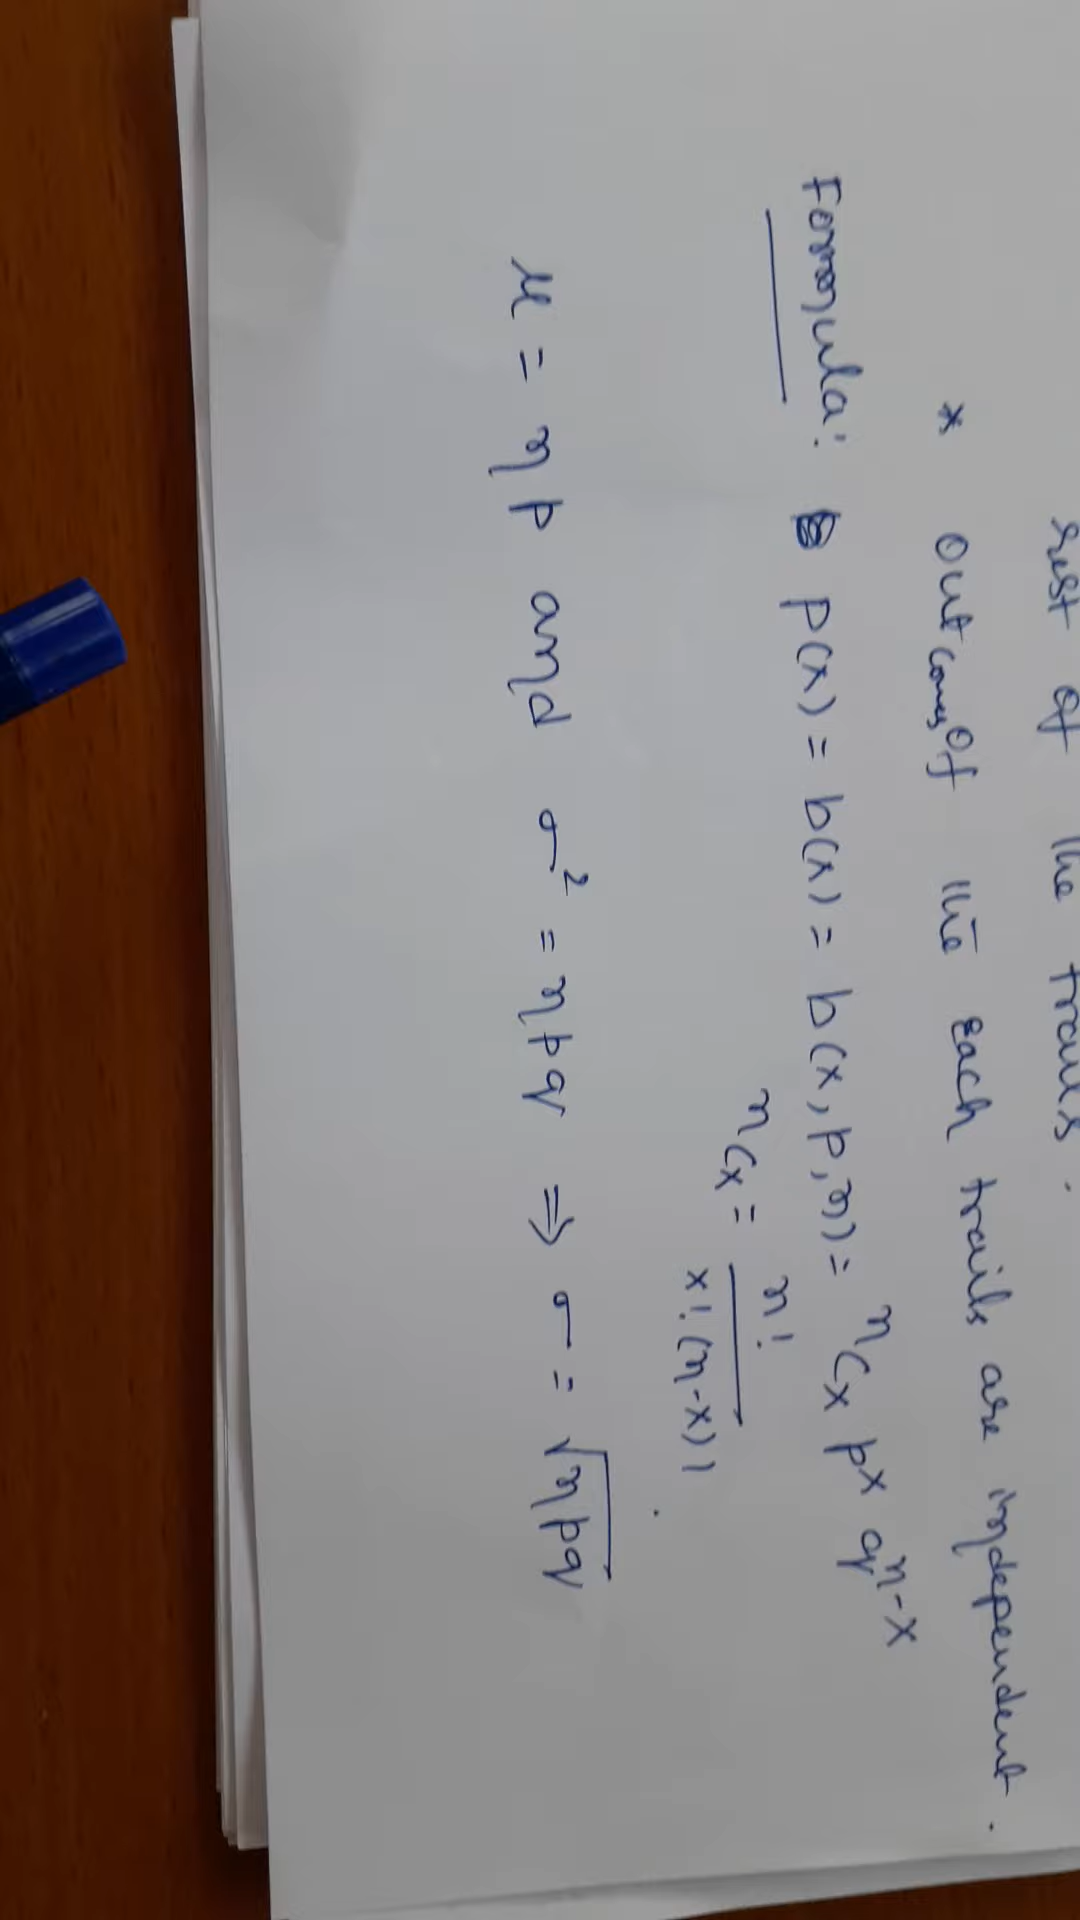 rest of the trails.
* Outcomes of the each trails are independent.
Formula: p(x) = b(x) = b(x, p, n) = ⁿCₓ pˣ qⁿ⁻ˣ
ⁿCₓ = n! / x! (n-x)!
μ = np and σ² = npq ⇒ σ = √npq